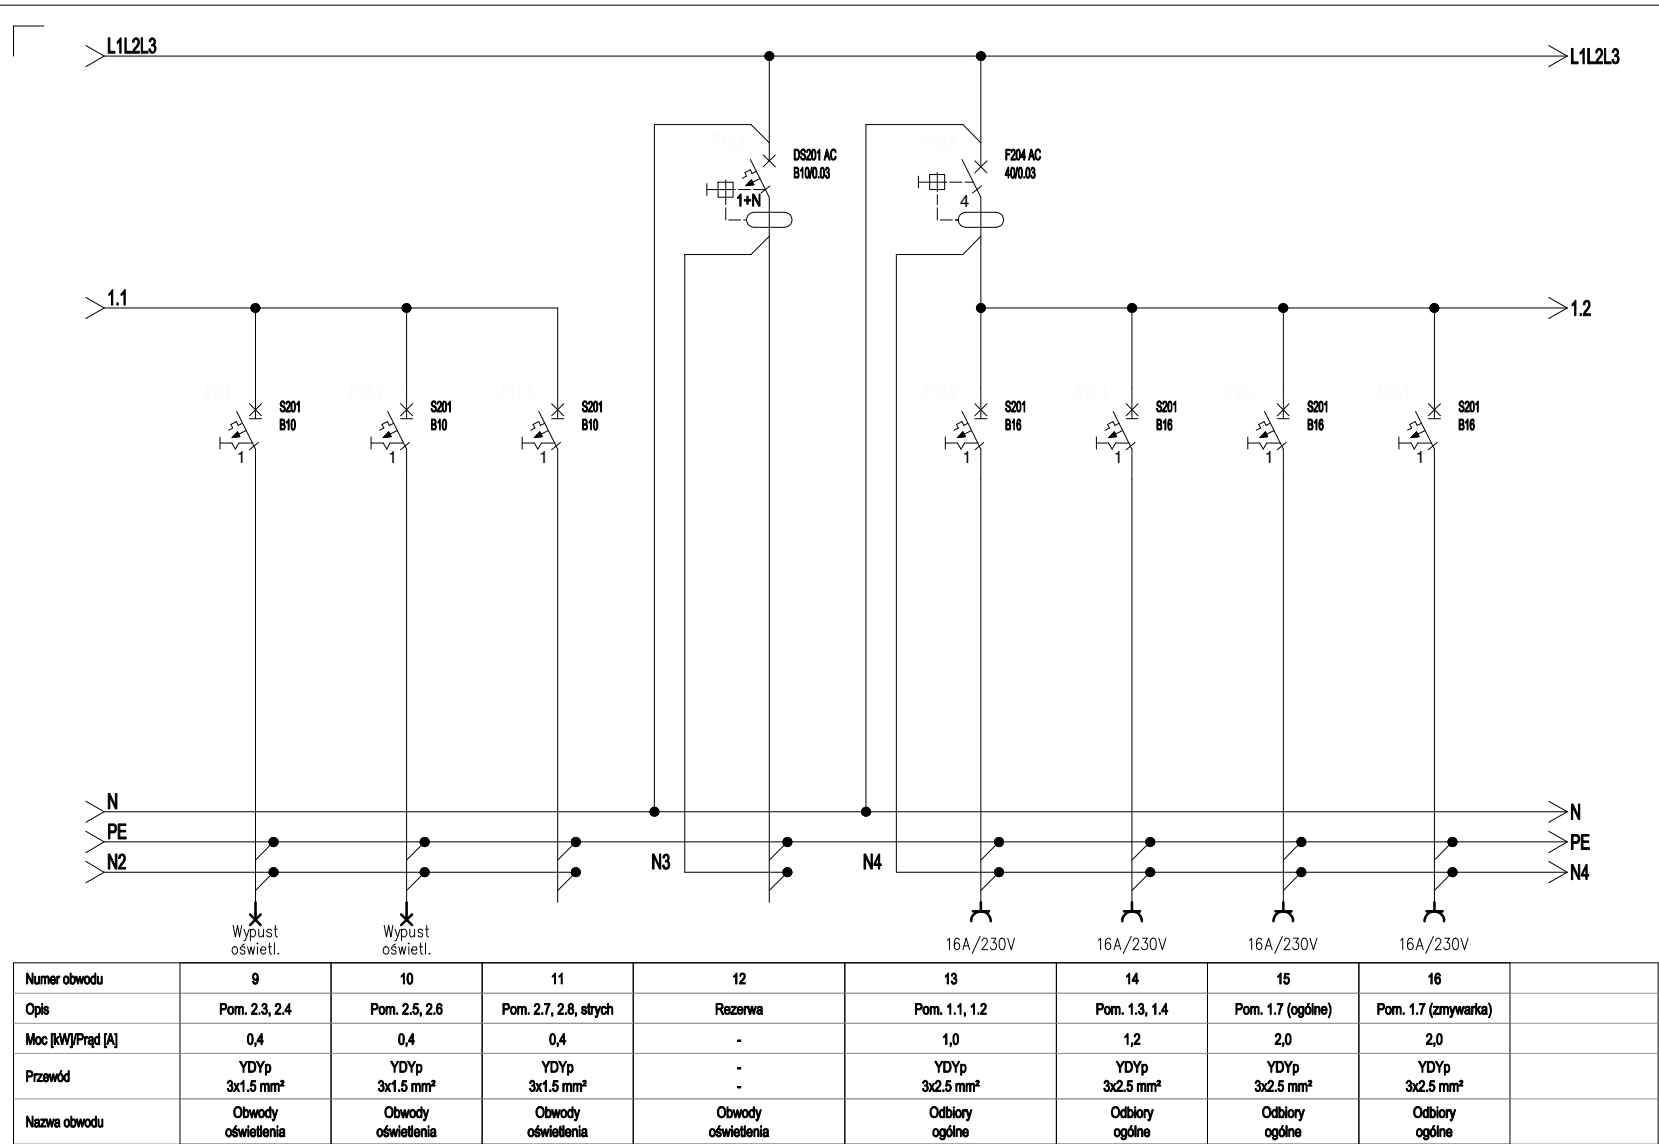 L1L2L3
L1L2L3
DS201 AC
B10/0.03
1+N
F204 AC
40/0.03
4
1.1
1.2
S201
B10
1
S201
B10
1
S201
B10
1
S201
B16
1
S201
B16
1
S201
B16
1
S201
B16
1
N
N
PE
PE
N2
N3
N4
N4
Wypust
oświetl.
Wypust
oświetl.
16A/230V
16A/230V
16A/230V
16A/230V
Numer obwodu 9 10 11 12 13 14 15 16
Opis Pom. 2.3, 2.4 Pom. 2.5, 2.6 Pom. 2.7, 2.8, strych Rezerwa Pom. 1.1, 1.2 Pom. 1.3, 1.4 Pom. 1.7 (ogólne) Pom. 1.7 (zmywarka)
Moc [kW]/Prąd [A] 0,4 0,4 0,4 - 1,0 1,2 2,0 2,0
Przewód
YDYp YDYp YDYp - YDYp YDYp YDYp YDYp
3x1.5 mm² 3x1.5 mm² 3x1.5 mm² - 3x2.5 mm² 3x2.5 mm² 3x2.5 mm² 3x2.5 mm²
Nazwa obwodu
Obwody Obwody Obwody Obwody Odbiory Odbiory Odbiory Odbiory
oświetlenia oświetlenia oświetlenia oświetlenia ogólne ogólne ogólne ogólne